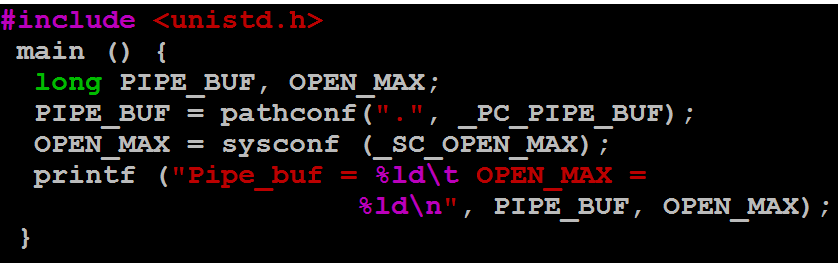 #include <unistd.h>
main () {
long PIPE_BUF, OPEN_MAX;
PIPE_BUF = pathconf(".", _PC_PIPE_BUF);
OPEN_MAX = sysconf (_SC_OPEN_MAX);
printf ("Pipe_buf = %ld\t OPEN_MAX =
%ld\n", PIPE_BUF, OPEN_MAX);
}